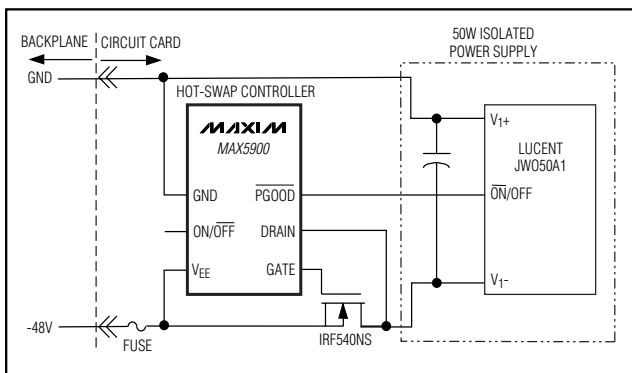 50W ISOLATED
POWER SUPPLY
BACKPLANE
CIRCUIT CARD
GND
HOT-SWAP CONTROLLER
MAXIM
MAX5900
GND
PGOOD
ON/OFF
DRAIN
VEE
GATE
V1+
LUCENT
JWO50A1
ON/OFF
V1-
-48V
FUSE
IRF540NS